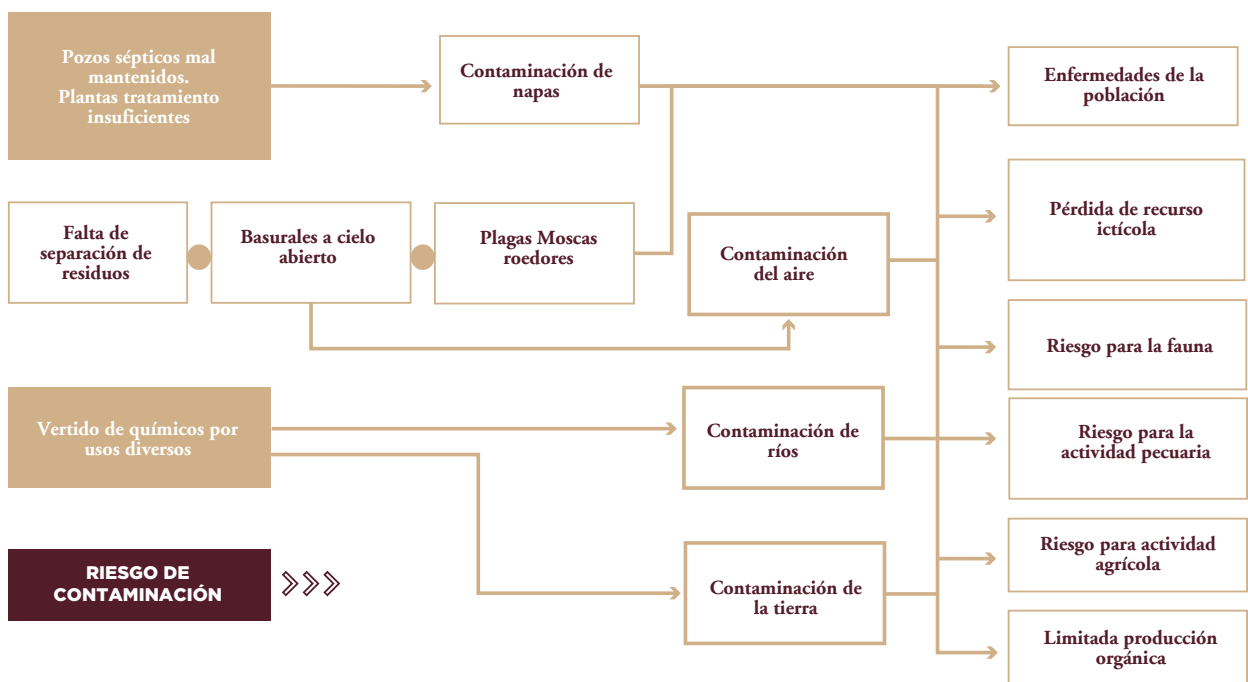 Pozos sépticos mal
mantenidos.
Plantas tratamiento
insuficientes
Contaminación de
napas
Enfermedades de la
población
Falta de
separación de
residuos
Basurales a cielo
abierto
Plagas Moscas
roedores
Contaminación
del aire
Pérdida de recurso
ictícola
Riesgo para la fauna
Vertido de químicos por
usos diversos
Contaminación de
ríos
Riesgo para la
actividad pecuaria
RIESGO DE
CONTAMINACIÓN
Contaminación de
la tierra
Riesgo para actividad
agrícola
Limitada producción
orgánica